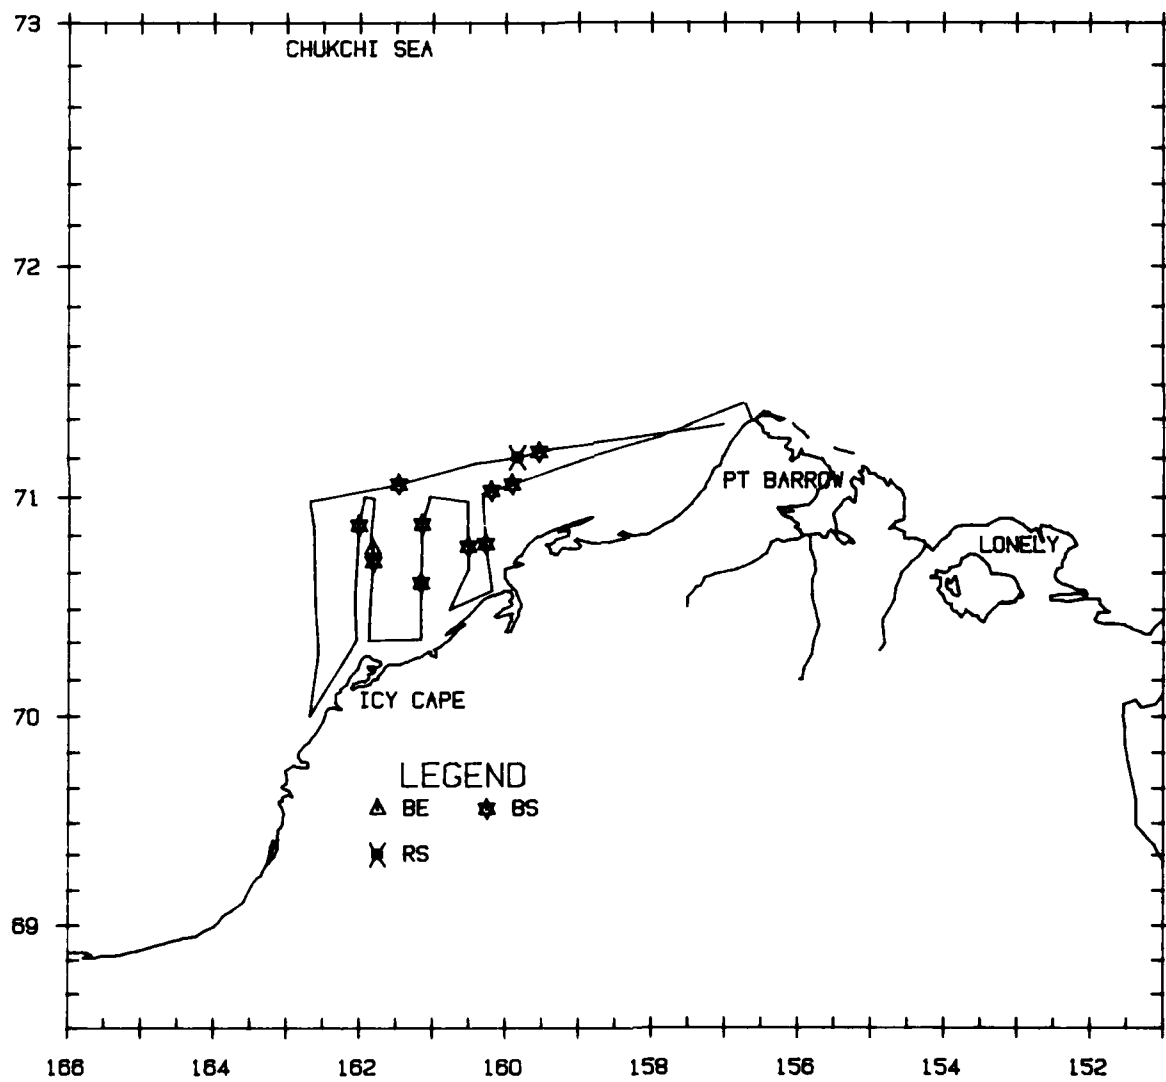 73
CHUKCHI SEA
72
71
PT BARROW
LONELY
70
ICY CAPE
LEGEND
BE BS
RS
69
166 164 162 160 158 156 154 152